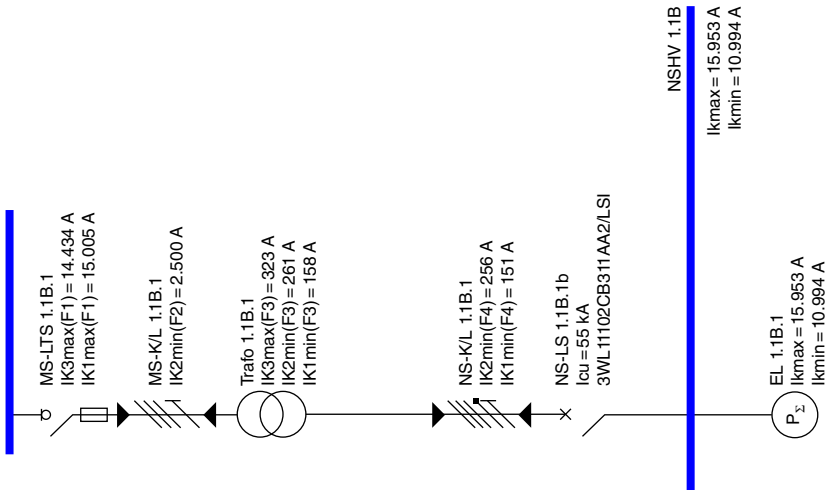 MS-LTS 1.1B.1
IK3max(F1) = 14.434 A
IK1max(F1) = 15.005 A
MS-K/L 1.1B.1
IK2min(F2) = 2.500 A
Trafo 1.1B.1
IK3max(F3) = 323 A
IK2min(F3) = 261 A
IK1min(F3) = 158 A
NS-K/L 1.1B.1
IK2min(F4) = 256 A
IK1min(F4) = 151 A
NS-LS 1.1B.1b
Icu = 55 kA
3WL11102CB311AA2/LSI
NSHV 1.1B
Ikmax = 15.953 A
Ikmin = 10.994 A
EL 1.1B.1
Ikmax = 15.953 A
Ikmin = 10.994 A
PΣ